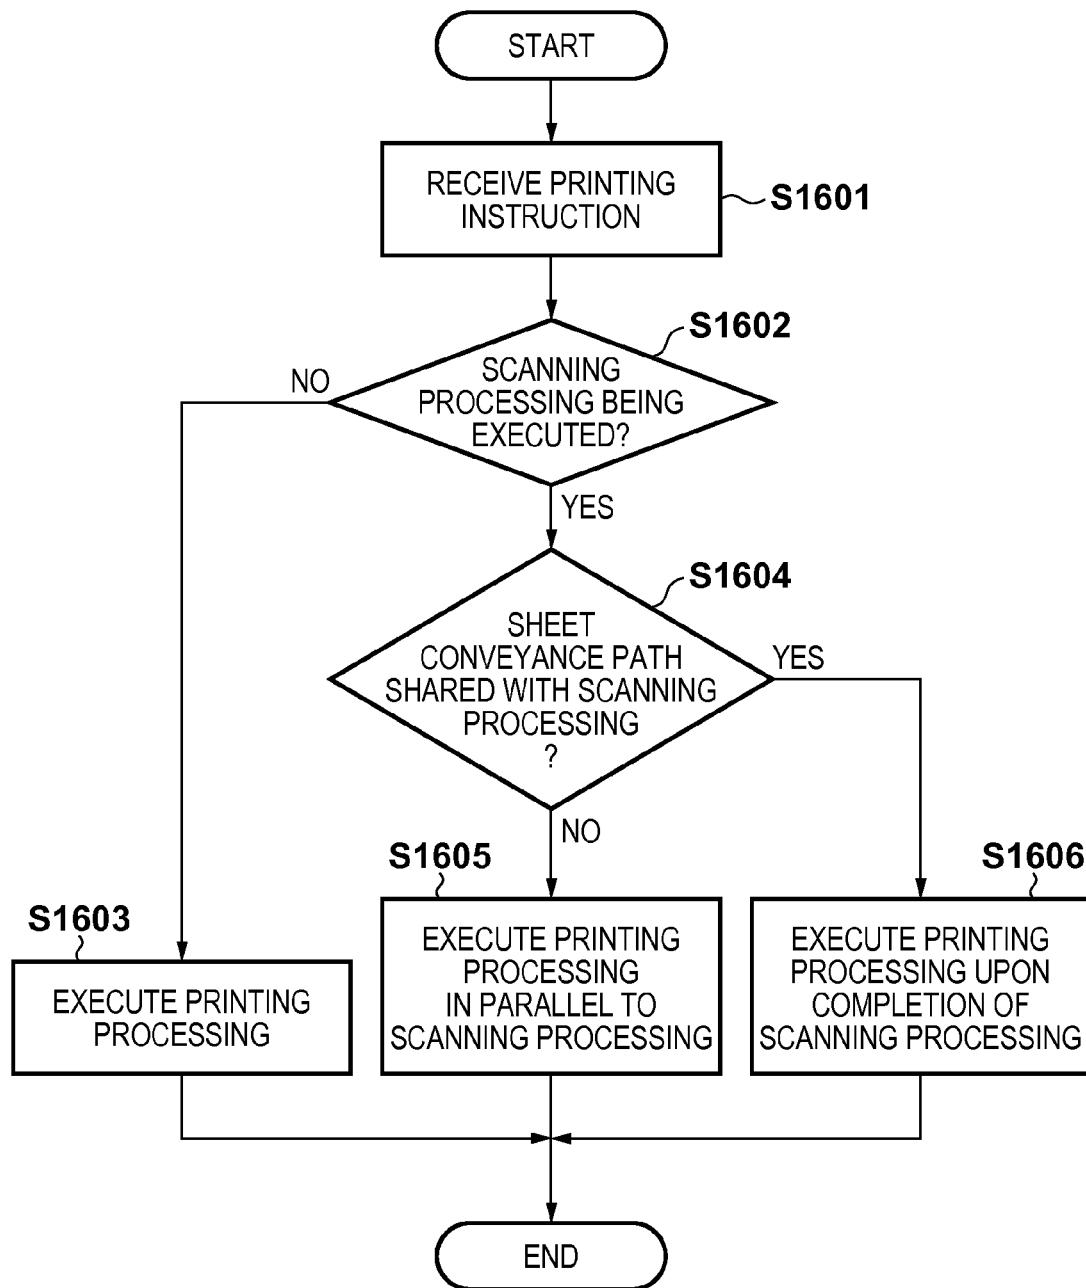 START
RECEIVE PRINTING
INSTRUCTION
S1601
S1602
SCANNING
PROCESSING BEING
EXECUTED?
NO
YES
S1604
SHEET
CONVEYANCE PATH
SHARED WITH SCANNING
PROCESSING
?
YES
NO
S1603
EXECUTE PRINTING
PROCESSING
S1605
EXECUTE PRINTING
PROCESSING
IN PARALLEL TO
SCANNING PROCESSING
S1606
EXECUTE PRINTING
PROCESSING UPON
COMPLETION OF
SCANNING PROCESSING
END